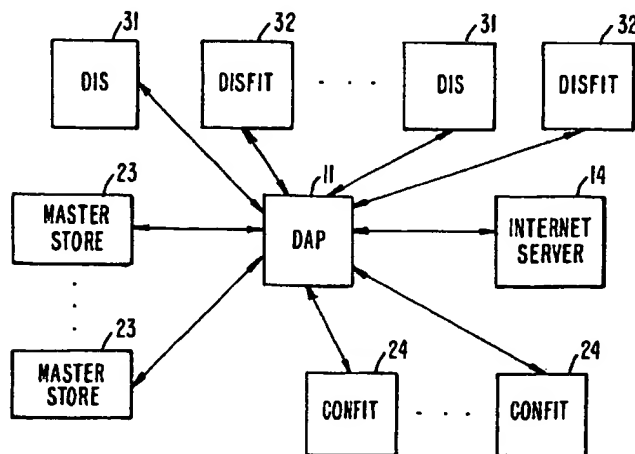 31 32 31 32
DIS DISFIT . . . DIS DISFIT
23 11 14
MASTER STORE
DAP
INTERNET SERVER
23
MASTER STORE
24 24
CONFIT . . . CONFIT